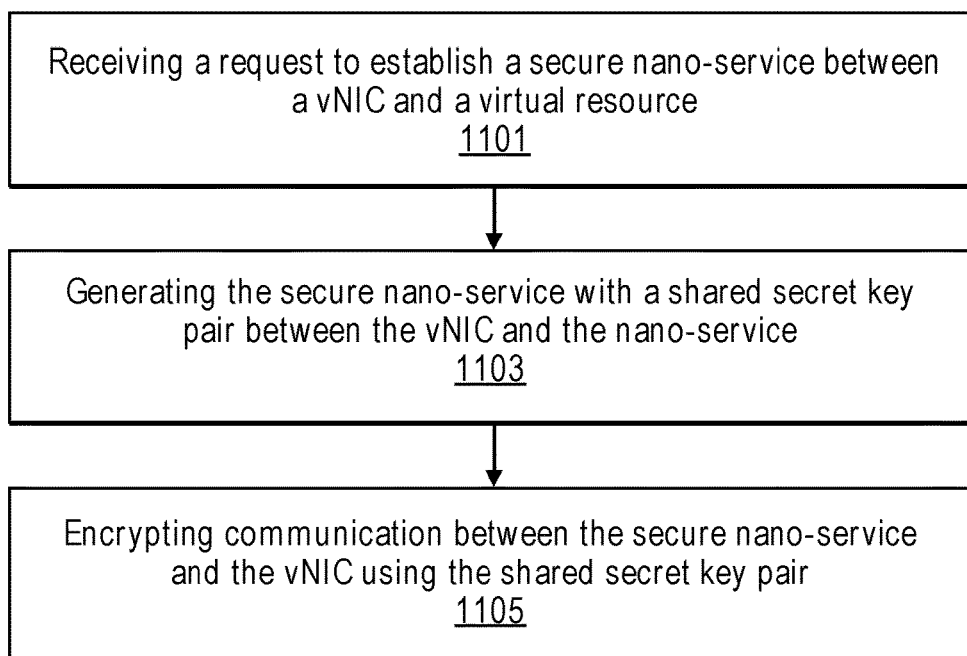 Receiving a request to establish a secure nano-service between
a vNIC and a virtual resource
1101
Generating the secure nano-service with a shared secret key
pair between the vNIC and the nano-service
1103
Encrypting communication between the secure nano-service
and the vNIC using the shared secret key pair
1105